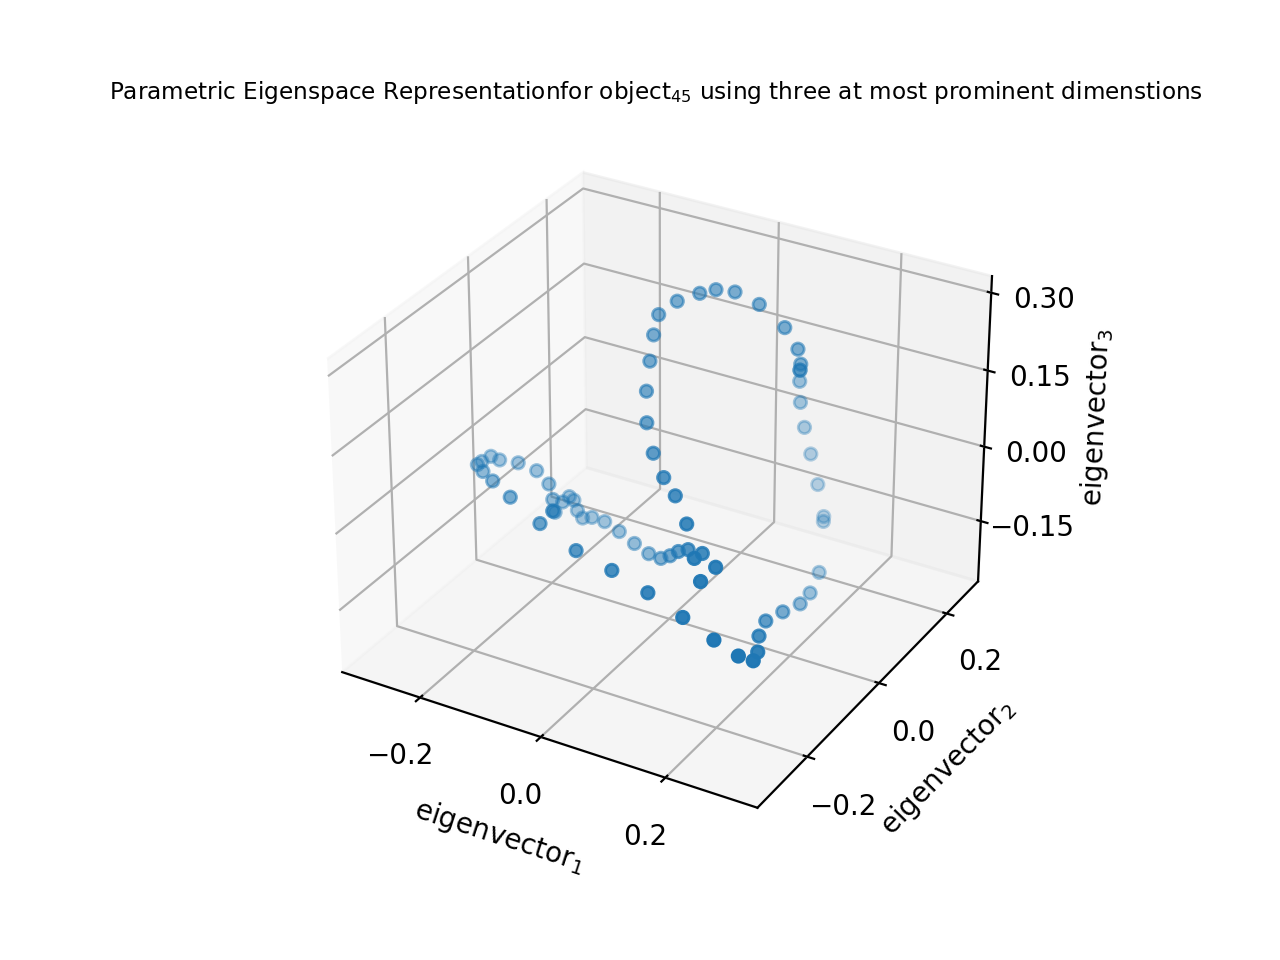 Parametric Eigenspace Representationfor object₄₅ using three at most prominent dimenstions
0.30
0.15
0.00
−0.15
eigenvector₃
0.2
0.0
−0.2
eigenvector₂
−0.2
0.0
0.2
eigenvector₁